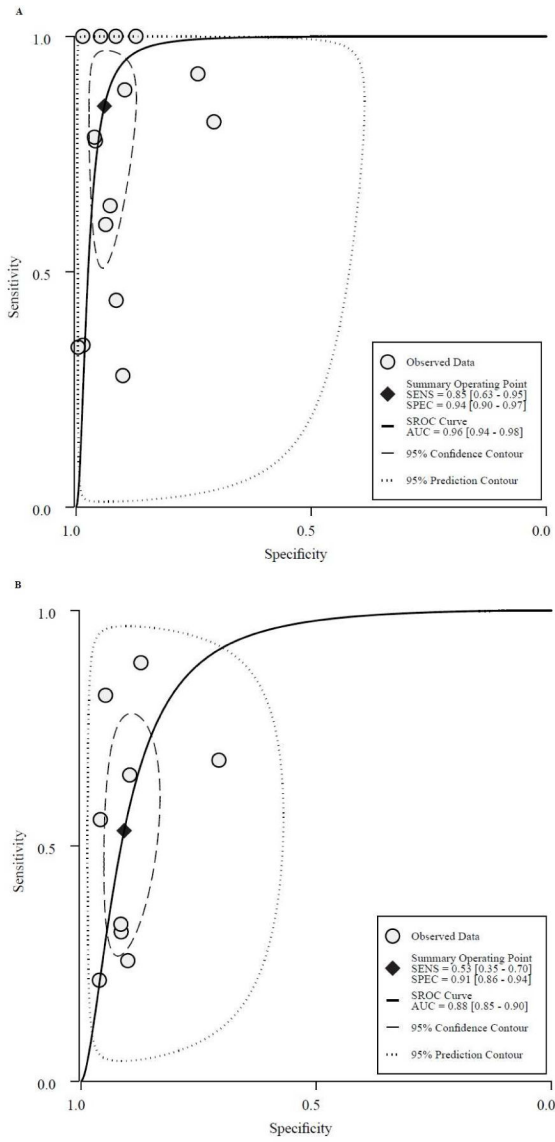 A
1.0
0.5
0.0
Sensitivity
1.0
0.5
0.0
Specificity
Observed Data
Summary Operating Point
SENS = 0.85 [0.63 - 0.95]
SPEC = 0.94 [0.90 - 0.97]
SROC Curve
AUC = 0.96 [0.94 - 0.98]
95% Confidence Contour
95% Prediction Contour
B
1.0
0.5
0.0
Sensitivity
1.0
0.5
0.0
Specificity
Observed Data
Summary Operating Point
SENS = 0.53 [0.35 - 0.70]
SPEC = 0.91 [0.86 - 0.94]
SROC Curve
AUC = 0.88 [0.85 - 0.90]
95% Confidence Contour
95% Prediction Contour